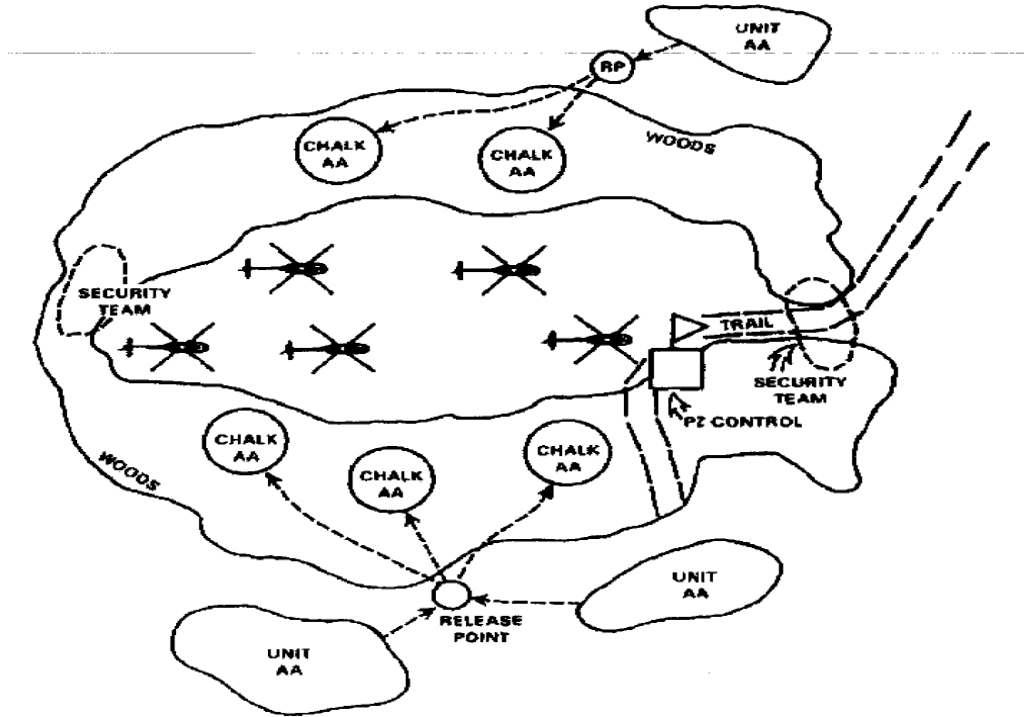 UNIT
AA
RP
WOODS
CHALK
AA
CHALK
AA
SECURITY
TEAM
TRAIL
SECURITY
TEAM
PZ CONTROL
CHALK
AA
CHALK
AA
CHALK
AA
WOODS
UNIT
AA
RELEASE
POINT
UNIT
AA